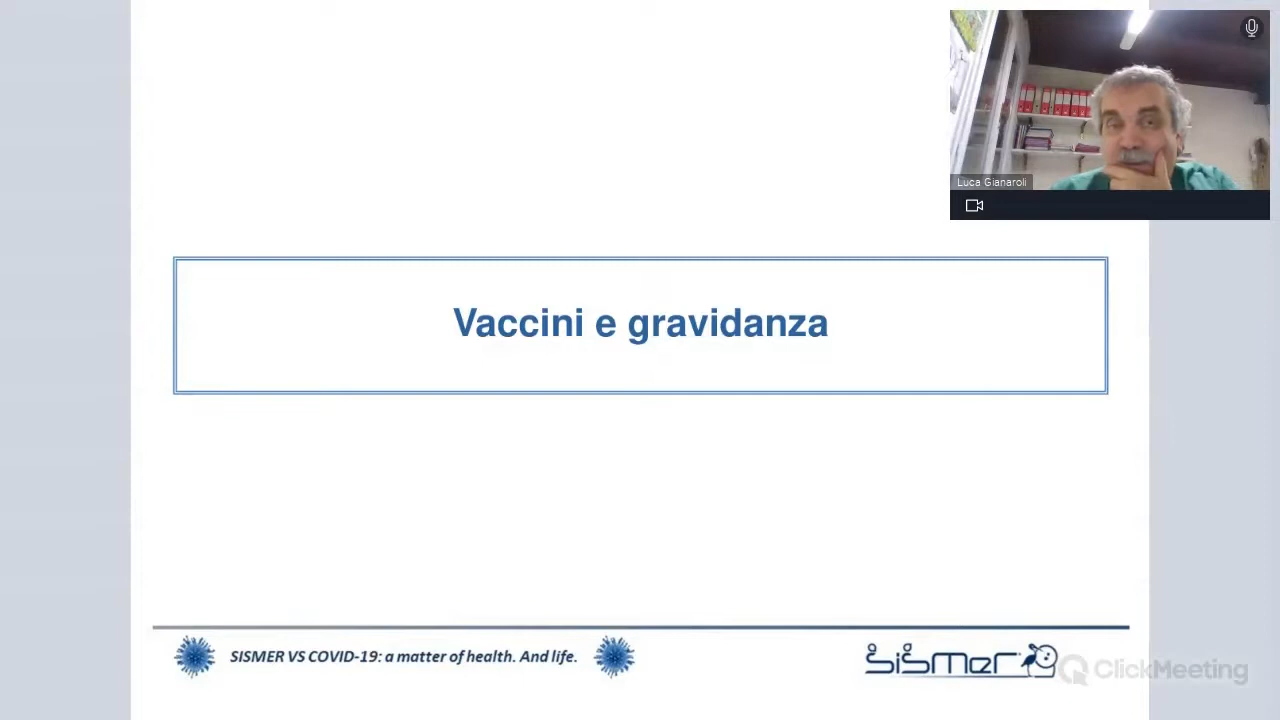 Luca Gianaroli
Vaccini e gravidanza
SISMER VS COVID-19: a matter of health. And life.
SISMER
ClickMeeting